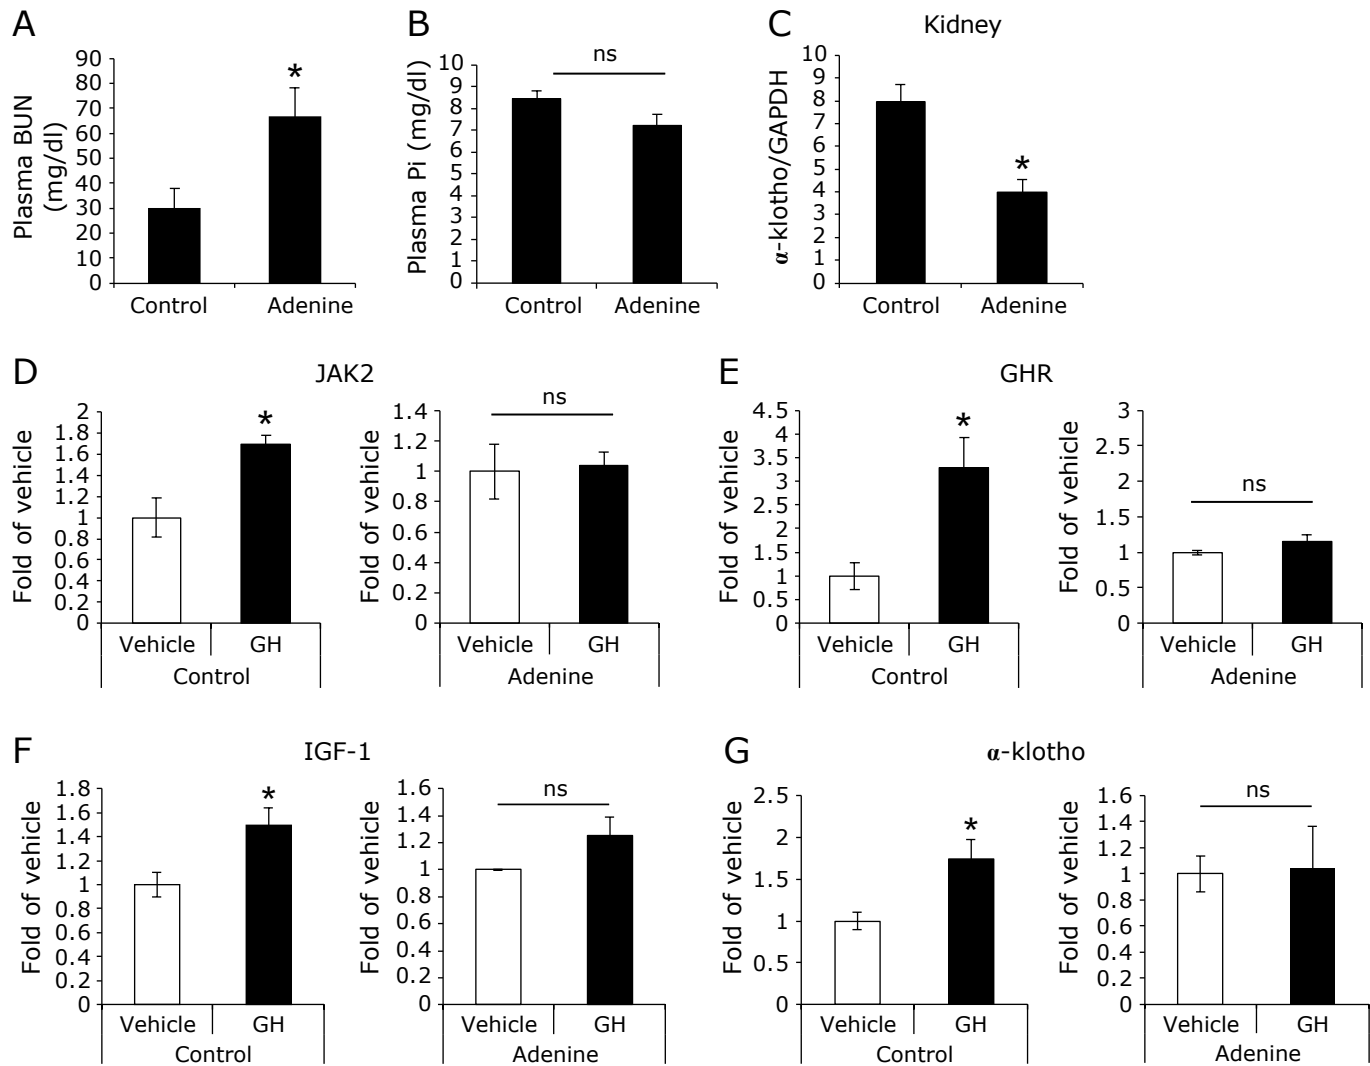 A
Plasma BUN
(mg/dl)
90
80
70
60
50
40
30
20
10
0
*
Control
Adenine
B
Plasma Pi (mg/dl)
10
9
8
7
6
5
4
3
2
1
0
ns
Control
Adenine
C
Kidney
α-klotho/GAPDH
10
9
8
7
6
5
4
3
2
1
0
*
Control
Adenine
D
JAK2
Fold of vehicle
2
1.8
1.6
1.4
1.2
1
0.8
0.6
0.4
0.2
0
*
Vehicle
GH
Control
Fold of vehicle
1.4
1.2
1
0.8
0.6
0.4
0.2
0
ns
Vehicle
GH
Adenine
E
GHR
Fold of vehicle
4.5
4
3.5
3
2.5
2
1.5
1
0.5
0
*
Vehicle
GH
Control
Fold of vehicle
3
2.5
2
1.5
1
0.5
0
ns
Vehicle
GH
Adenine
F
IGF-1
Fold of vehicle
1.8
1.6
1.4
1.2
1
0.8
0.6
0.4
0.2
0
*
Vehicle
GH
Control
Fold of vehicle
1.6
1.4
1.2
1
0.8
0.6
0.4
0.2
0
ns
Vehicle
GH
Adenine
G
α-klotho
Fold of vehicle
2.5
2
1.5
1
0.5
0
*
Vehicle
GH
Control
Fold of vehicle
1.6
1.4
1.2
1
0.8
0.6
0.4
0.2
0
ns
Vehicle
GH
Adenine